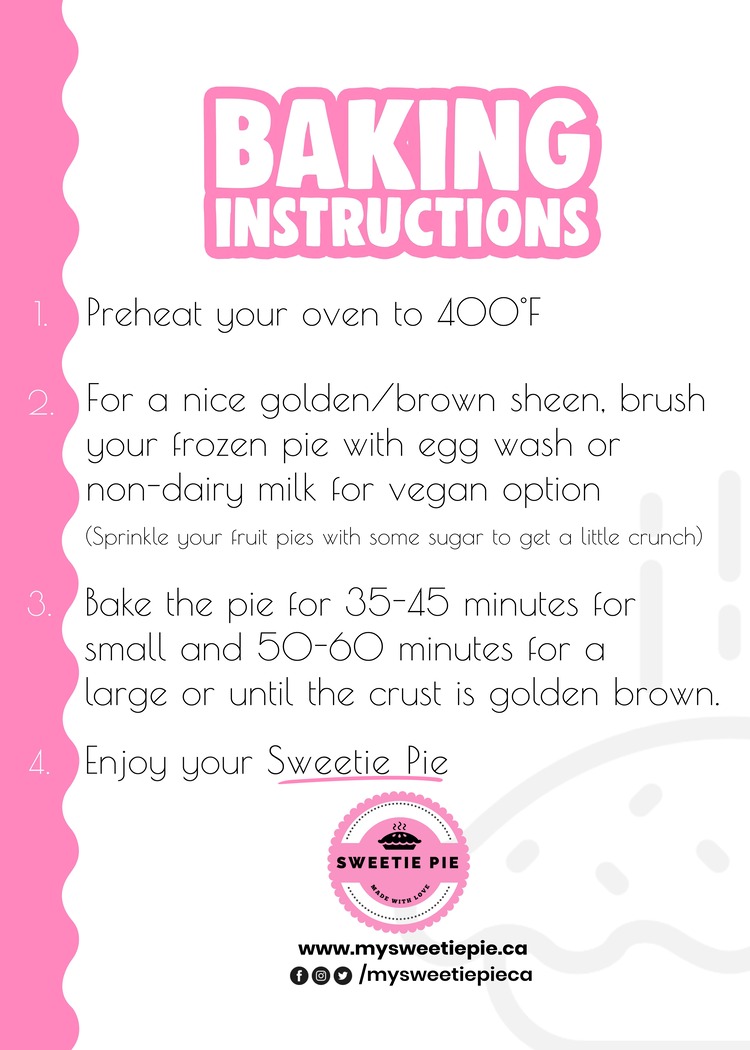 BAKING
INSTRUCTIONS
1. Preheat your oven to 400°F
2. For a nice golden/brown sheen, brush
your frozen pie with egg wash or
non-dairy milk for vegan option
(Sprinkle your fruit pies with some sugar to get a little crunch)
3. Bake the pie for 35-45 minutes for
small and 50-60 minutes for a
large or until the crust is golden brown.
4. Enjoy your Sweetie Pie
SWEETIE PIE
MADE WITH LOVE
www.mysweetiepie.ca
/mysweetiepieca